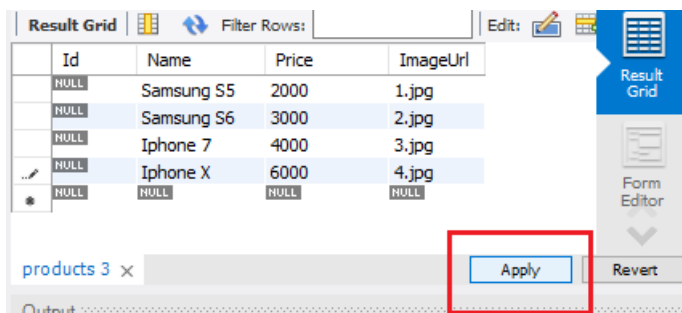 Result Grid Filter Rows: Edit:
Id Name Price ImageUrl
NULL Samsung S5 2000 1.jpg
NULL Samsung S6 3000 2.jpg
NULL Iphone 7 4000 3.jpg
NULL Iphone X 6000 4.jpg
NULL NULL NULL NULL
Result
Grid
Form
Editor
products 3 Apply Revert
Output